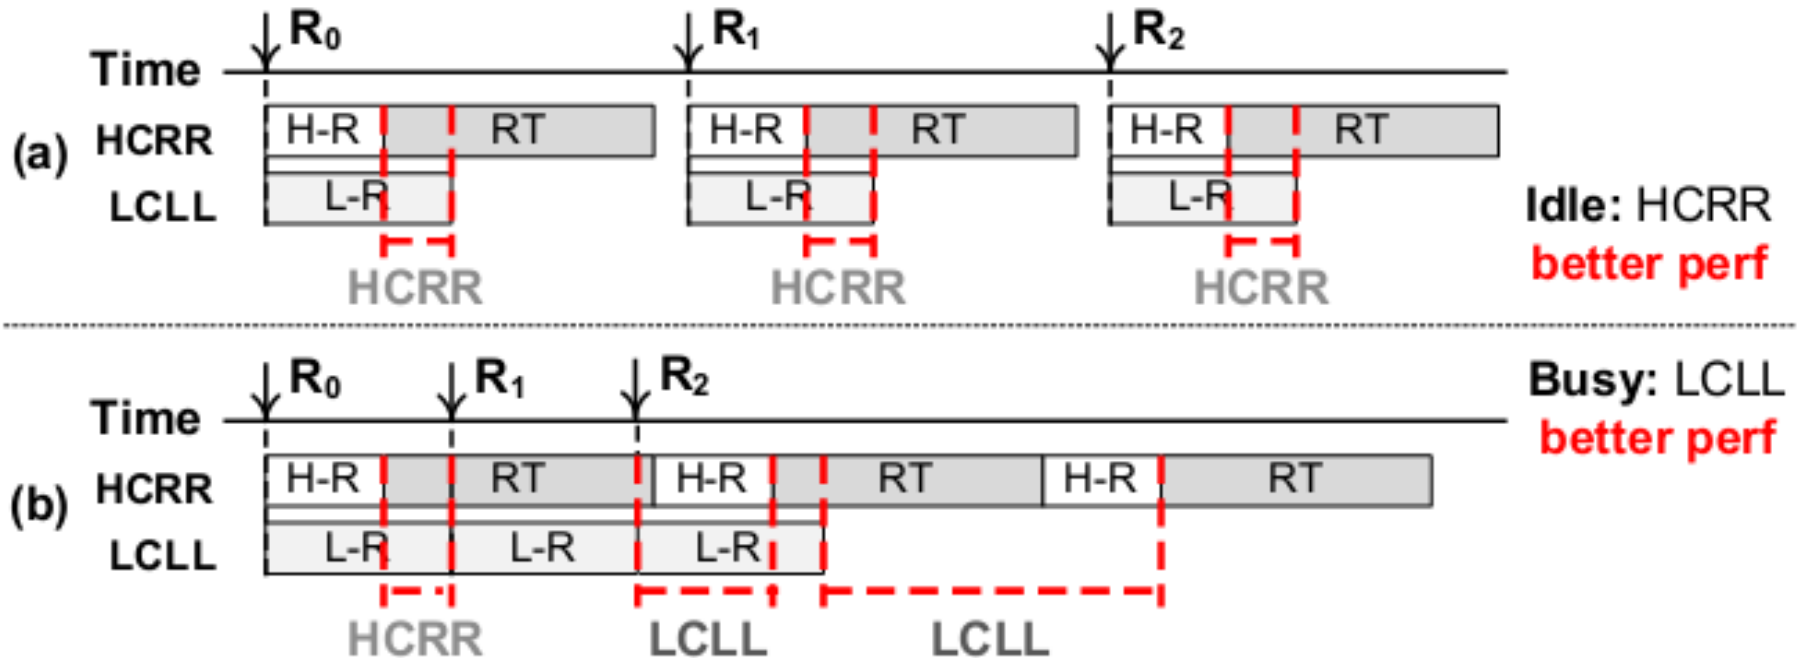 R0 R1 R2
Time
(a) HCRR H-R RT H-R RT H-R RT
LCLL L-R L-R L-R
HCRR HCRR HCRR
Idle: HCRR
better perf
R0 R1 R2
Time
(b) HCRR H-R RT H-R RT H-R RT
LCLL L-R L-R L-R
HCRR LCLL LCLL
Busy: LCLL
better perf